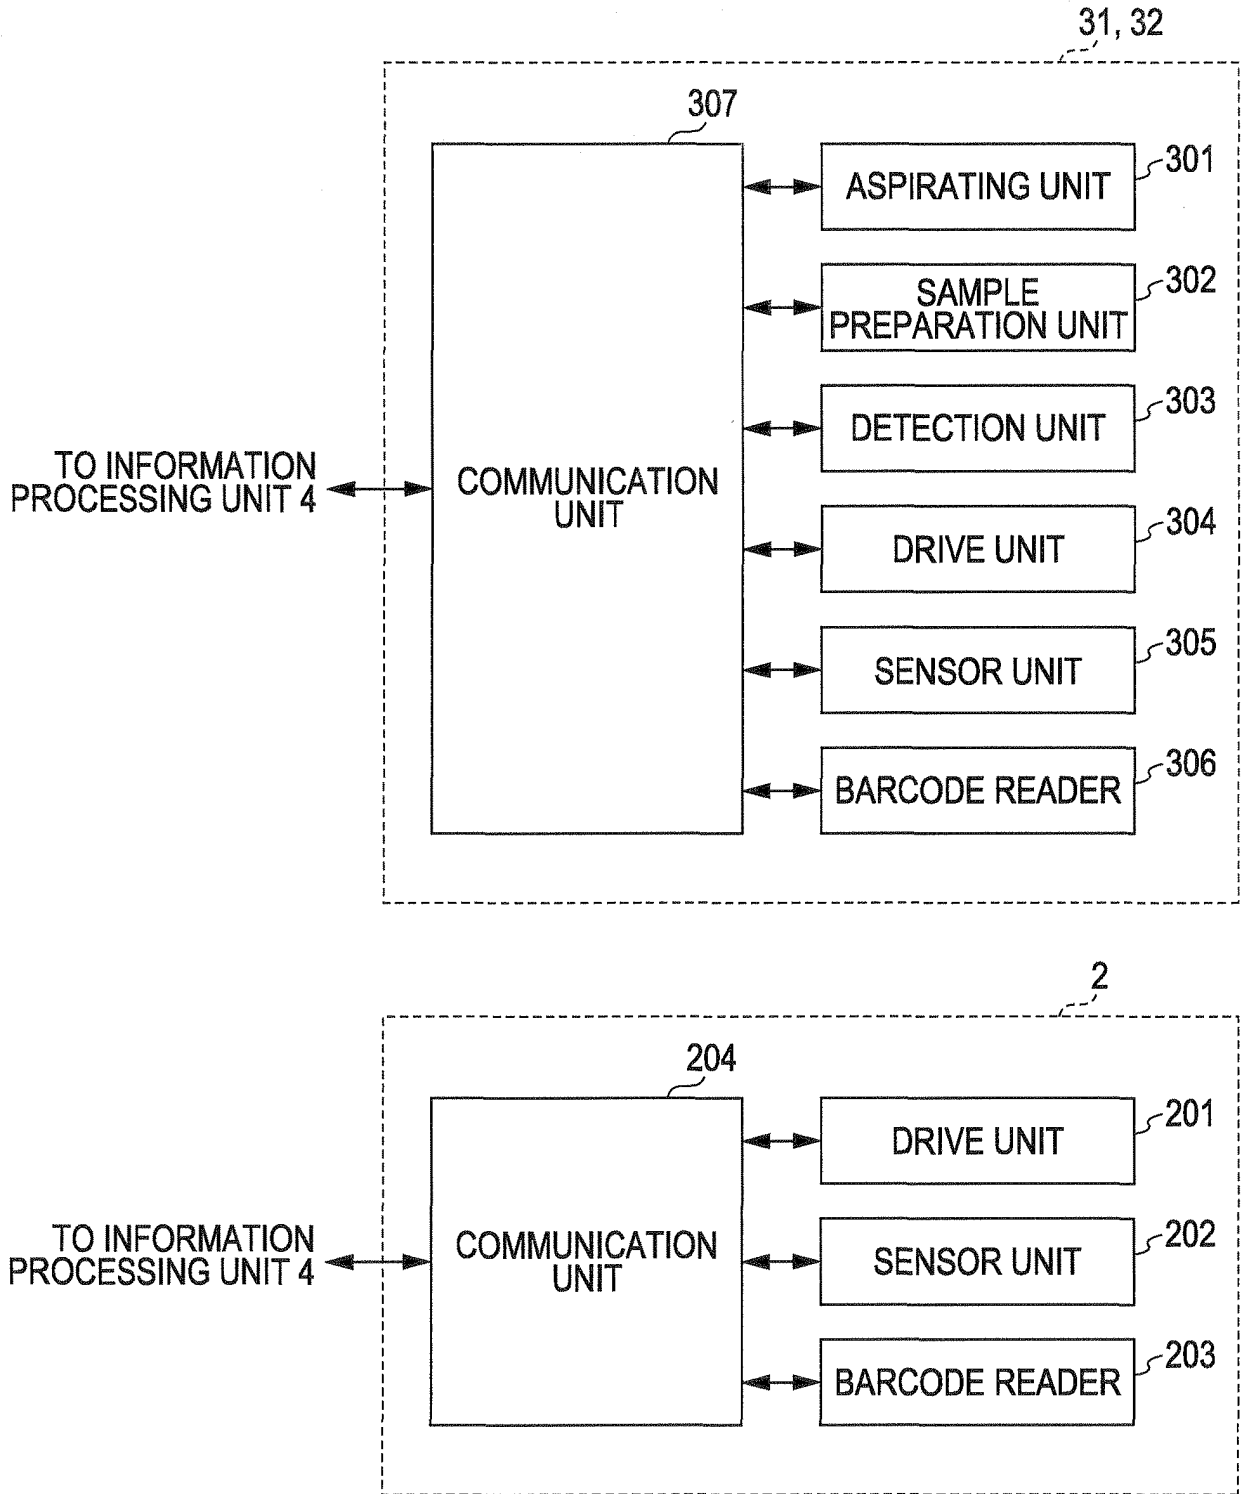 31, 32
307
301
ASPIRATING UNIT
302
SAMPLE
PREPARATION UNIT
303
DETECTION UNIT
TO INFORMATION
PROCESSING UNIT 4
COMMUNICATION
UNIT
304
DRIVE UNIT
305
SENSOR UNIT
306
BARCODE READER
2
204
201
DRIVE UNIT
TO INFORMATION
PROCESSING UNIT 4
COMMUNICATION
UNIT
202
SENSOR UNIT
203
BARCODE READER